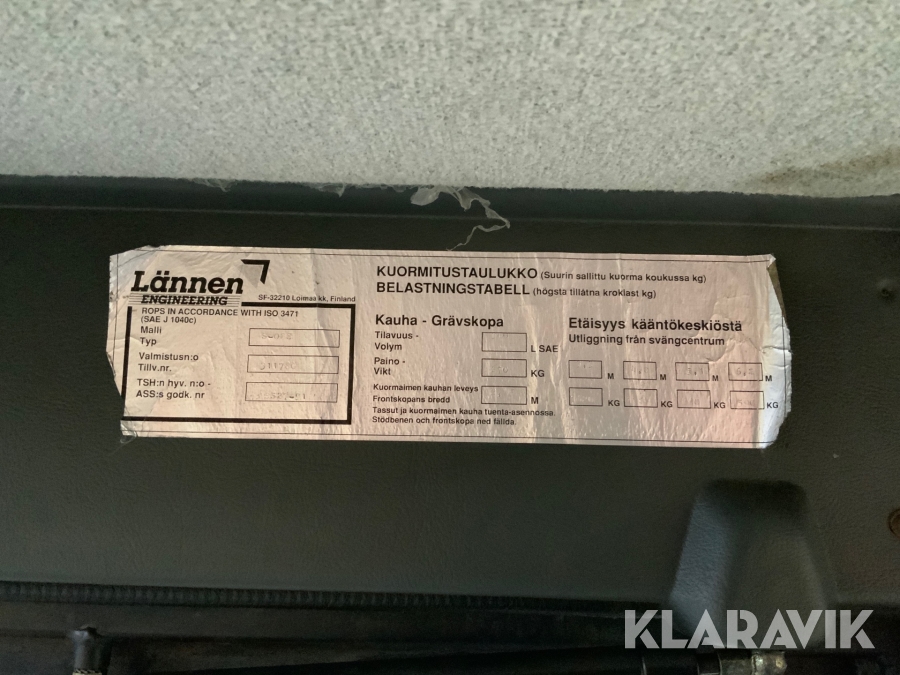 Lännen
ENGINEERING
SF-32210 Loimaa kk, Finland
ROPS IN ACCORDANCE WITH ISO 3471
(SAE J 1040c)
Malli
Typ
Valmistusn:o
Tillv.nr.
TSH:n hyv. n:o -
ASS:s godk. nr
KUORMITUSTAULUKKO (Suurin sallittu kuorma koukussa kg)
BELASTNINGSTABELL (högsta tillåtna kroklast kg)
Kauha - Grävskopa
Tilavuus -
Volym L SAE
Paino -
Vikt KG
Kuormaimen kauhan leveys
Frontskopans bredd M
Etäisyys kääntökeskiöstä
Utliggning från svängcentrum
M M M M
KG KG KG KG
Tassut ja kuormaimen kauha tuenta-asennossa.
Stödbenen och frontskopa ned fällda.
KLARAVIK